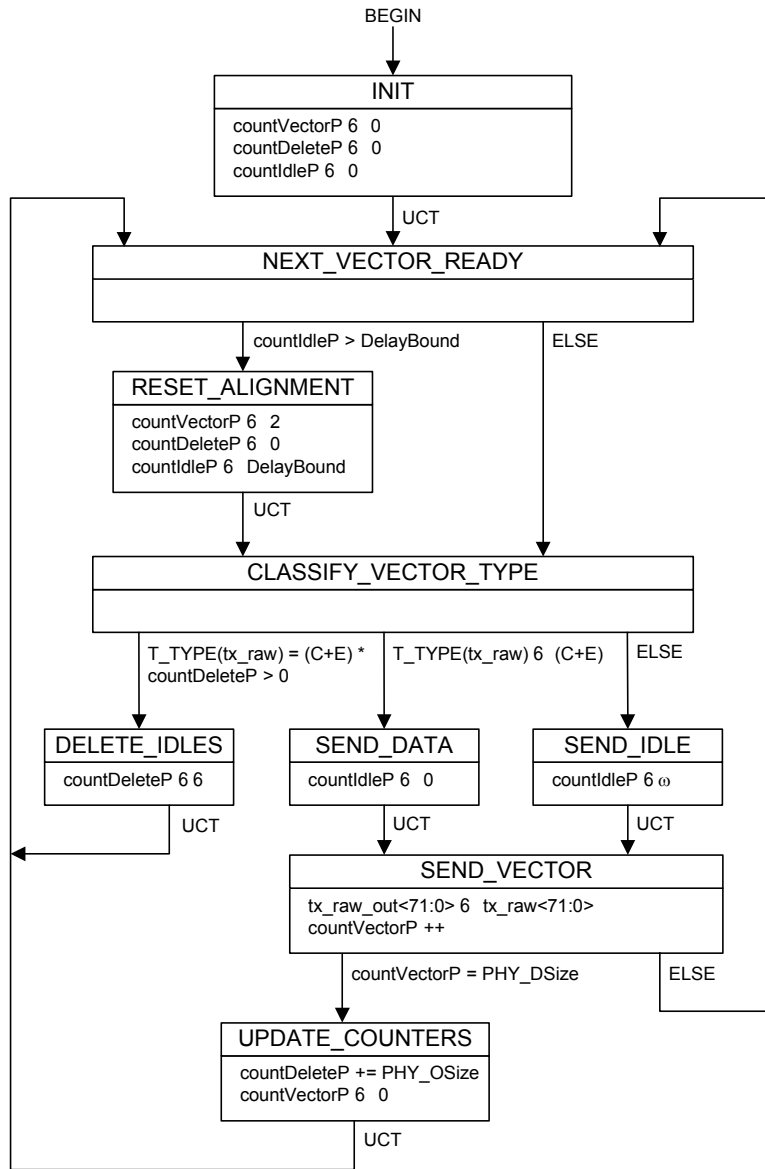 BEGIN
INIT
countVectorP 6 0
countDeleteP 6 0
countIdleP 6 0
UCT
NEXT_VECTOR_READY
countIdleP > DelayBound
ELSE
RESET_ALIGNMENT
countVectorP 6 2
countDeleteP 6 0
countIdleP 6 DelayBound
UCT
CLASSIFY_VECTOR_TYPE
T_TYPE(tx_raw) = (C+E) *
countDeleteP > 0
T_TYPE(tx_raw) 6 (C+E)
ELSE
DELETE_IDLES
countDeleteP 6 6
UCT
SEND_DATA
countIdleP 6 0
UCT
SEND_IDLE
countIdleP 6 ω
UCT
SEND_VECTOR
tx_raw_out<71:0> 6 tx_raw<71:0>
countVectorP ++
countVectorP = PHY_DSize
ELSE
UPDATE_COUNTERS
countDeleteP += PHY_OSize
countVectorP 6 0
UCT